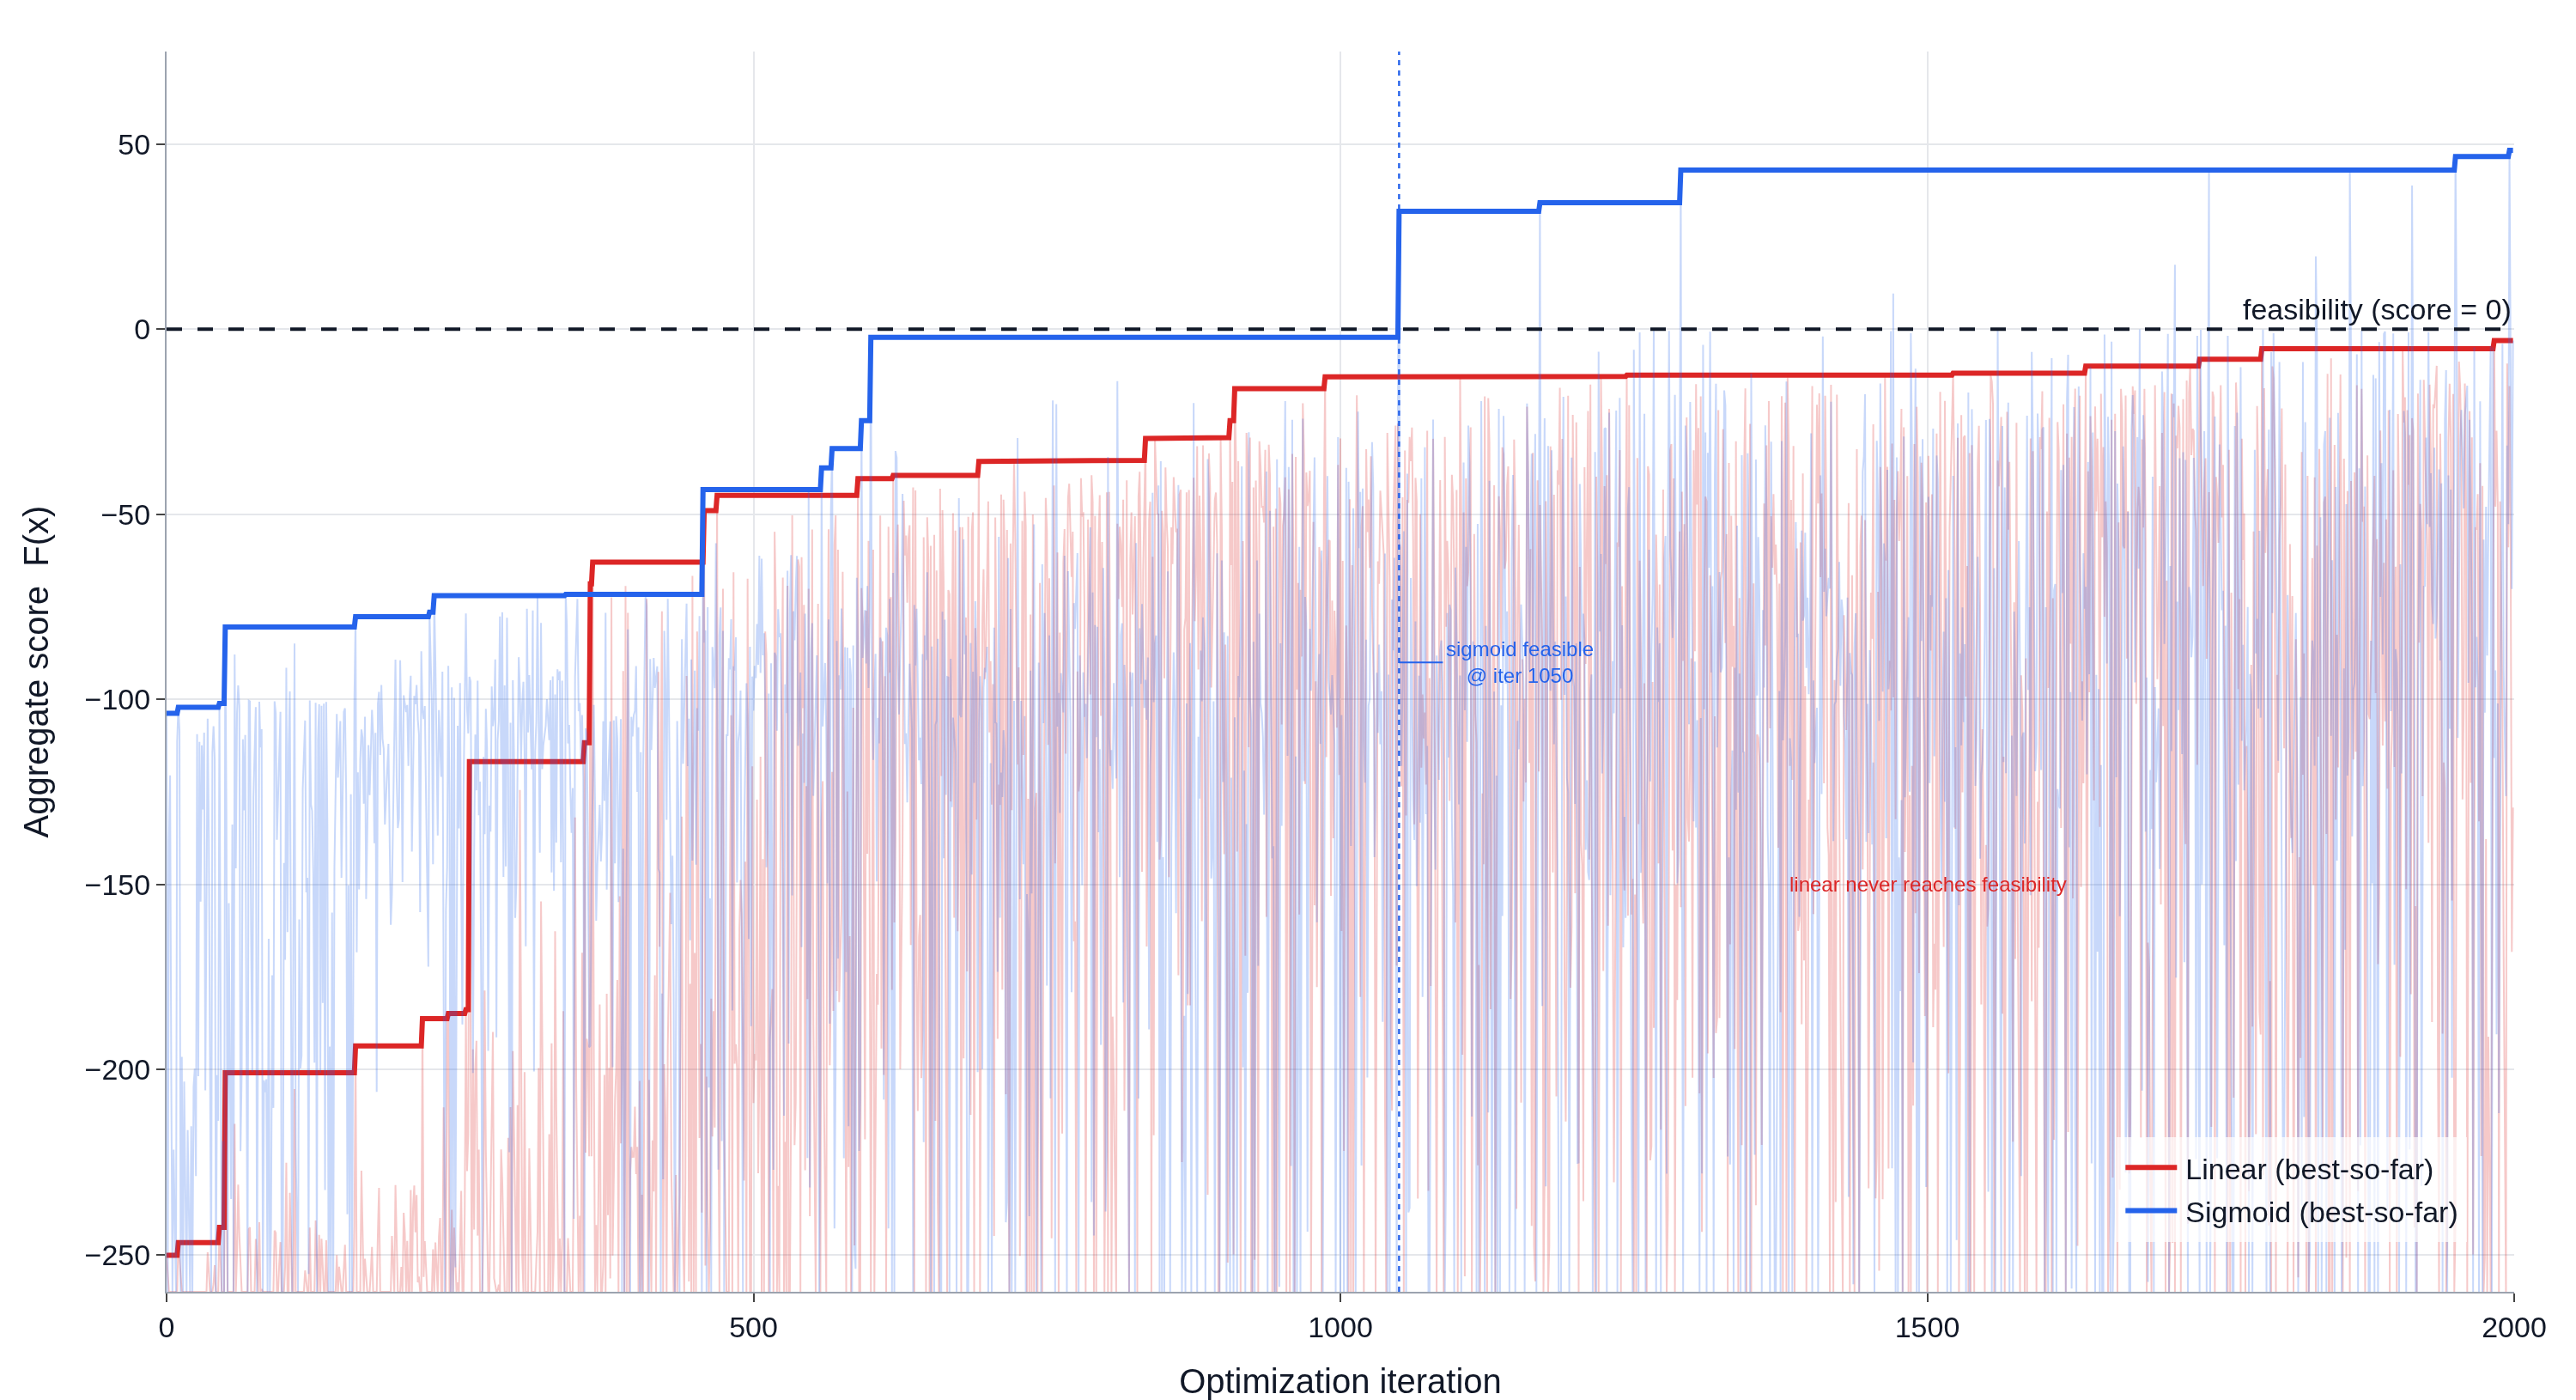 50
0
−50
−100
−150
−200
−250
Aggregate score F(x)
feasibility (score = 0)
sigmoid feasible
@ iter 1050
linear never reaches feasibility
Linear (best-so-far)
Sigmoid (best-so-far)
0
500
1000
1500
2000
Optimization iteration